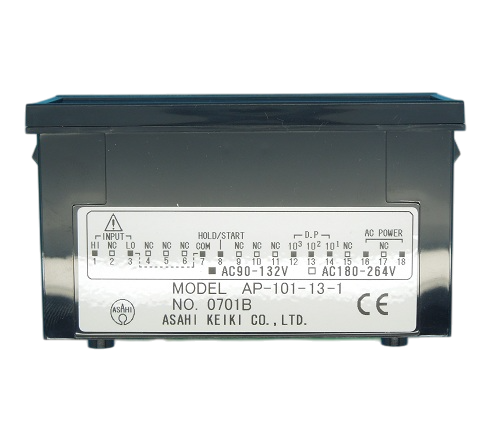 INPUT HOLD/START D.P AC POWER
HI NC LO NC NC NC COM NC NC NC 10³ 10² 10¹ NC NC
1 2 3 4 5 6 7 8 9 10 11 12 13 14 15 16 17 18
■AC90-132V □AC180-264V
MODEL AP-101-13-1
NO. 0701B
ASAHI
ASAHI KEIKI CO.,LTD.
CE